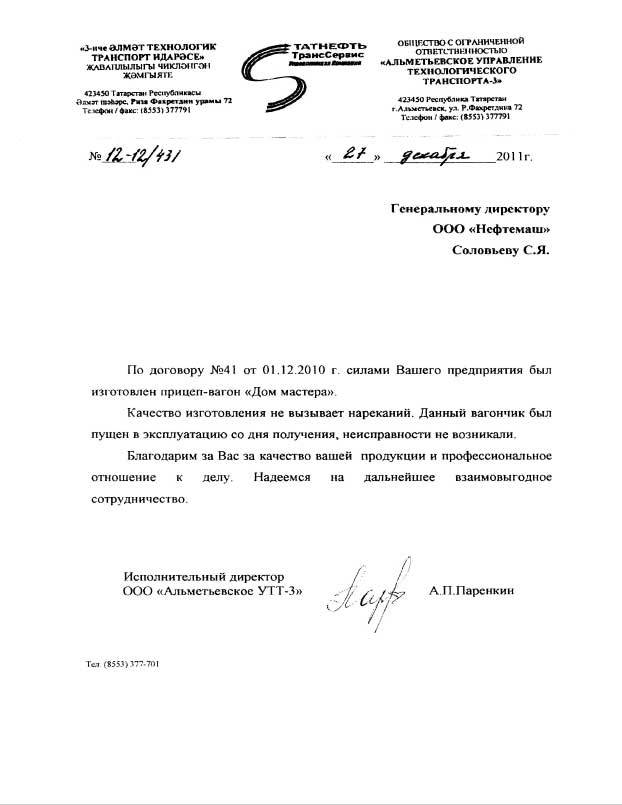 «3-нче ӘЛМӘТ ТЕХНОЛОГИК
ТРАНСПОРТ ИДАРӘСЕ»
ҖАВАПЛЫЛЫГЫ ЧИКЛӘНГӘН
ҖӘМГЫЯТЕ
423450 Татарстан Республикасы
Әлмәт шәһәре, Риза Фәхретдин урамы 72
Телефон / факс: (8553) 377791
ТАТНЕФТЬ
ТрансСервис
Управляющая Компания
ОБЩЕСТВО С ОГРАНИЧЕННОЙ
ОТВЕТСТВЕННОСТЬЮ
«АЛЬМЕТЬЕВСКОЕ УПРАВЛЕНИЕ
ТЕХНОЛОГИЧЕСКОГО
ТРАНСПОРТА-3»
423450 Республика Татарстан
г.Альметьевск, ул. Р.Фахретдина 72
Телефон / факс: (8553) 377791
№ 12-12/431 « 27 » декабря 2011г.
Генеральному директору
ООО «Нефтемаш»
Соловьеву С.Я.
По договору №41 от 01.12.2010 г. силами Вашего предприятия был
изготовлен прицеп-вагон «Дом мастера».
Качество изготовления не вызывает нареканий. Данный вагончик был
пущен в эксплуатацию со дня получения, неисправности не возникали.
Благодарим за Вас за качество вашей продукции и профессиональное
отношение к делу. Надеемся на дальнейшее взаимовыгодное
сотрудничество.
Исполнительный директор
ООО «Альметьевское УТТ-3» А.П.Паренкин
Тел. (8553) 377-701